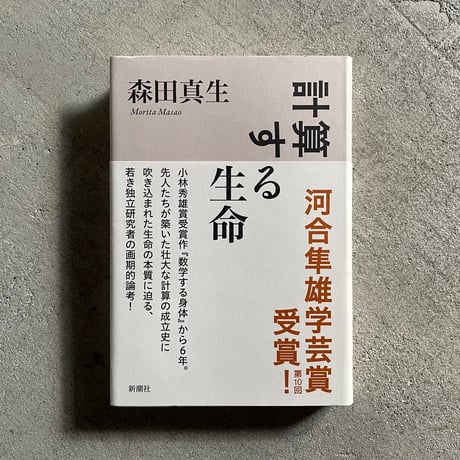 森田真生
Morita Masao
計算す
る
生命
河合隼雄学芸賞
第10回
受賞!
小林秀雄賞受賞作『数学する身体』から6年。
先人たちが築いた壮大な計算の成立史に
吹き込まれた生命の本質に迫る、
若き独立研究者の画期的論考!
新潮社